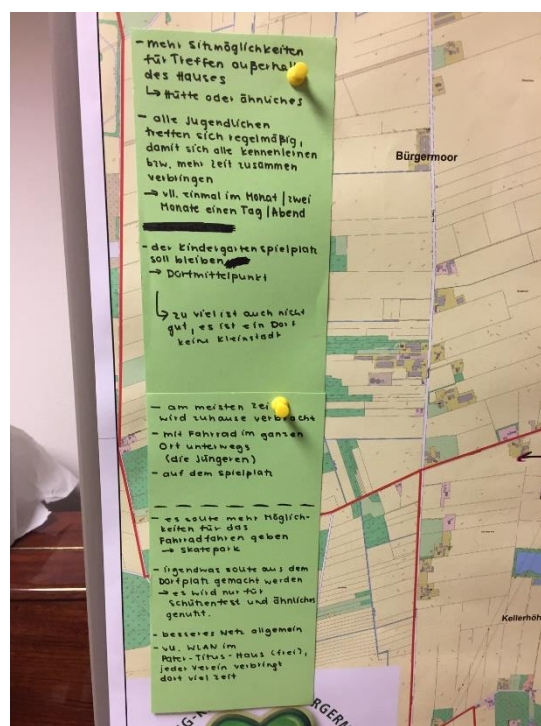 - mehr Sitzmöglichkeiten
für Treffen außerhalb
des Hauses
↳ Hütte oder ähnliches
- alle Jugendlichen
treffen sich regelmäßig,
damit sich alle kennenlernen
bzw. mehr Zeit zusammen
verbringen
→ vll. einmal im Monat / zwei
Monate einen Tag / Abend
- der Kindergartenspielplatz
soll bleiben
→ Dorfmittelpunkt
↳ zu viel ist auch nicht
gut, es ist ein Dorf
keine Kleinstadt
- am meisten Zei
wird zuhause verbracht
- mit Fahrrad im ganzen
Ort unterwegs
(die Jüngeren)
- auf dem Spielplatz
- es sollte mehr Möglich-
keiten für das
Fahrradfahren geben
→ Skatepark
- irgendwas sollte aus dem
Dorfplatz gemacht werden
→ es wird nur für
Schützenfest und ähnliches
genutzt.
- besseres Netz allgemein
- vll. WLAN im
Pater-Titus-Haus (frei),
jeder Verein verbringt
dort viel Zeit
Bürgermoor
Kellerhöh